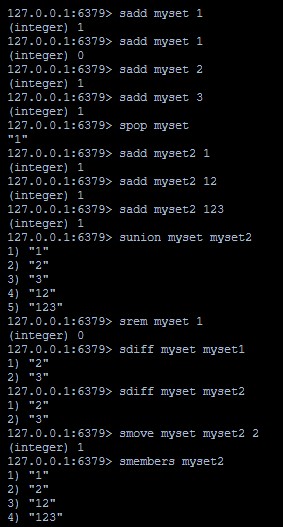 127.0.0.1:6379> sadd myset 1
(integer) 1
127.0.0.1:6379> sadd myset 1
(integer) 0
127.0.0.1:6379> sadd myset 2
(integer) 1
127.0.0.1:6379> sadd myset 3
(integer) 1
127.0.0.1:6379> spop myset
"1"
127.0.0.1:6379> sadd myset2 1
(integer) 1
127.0.0.1:6379> sadd myset2 12
(integer) 1
127.0.0.1:6379> sadd myset2 123
(integer) 1
127.0.0.1:6379> sunion myset myset2
1) "1"
2) "2"
3) "3"
4) "12"
5) "123"
127.0.0.1:6379> srem myset 1
(integer) 0
127.0.0.1:6379> sdiff myset myset1
1) "2"
2) "3"
127.0.0.1:6379> sdiff myset myset2
1) "2"
2) "3"
127.0.0.1:6379> smove myset myset2 2
(integer) 1
127.0.0.1:6379> smembers myset2
1) "1"
2) "2"
3) "12"
4) "123"